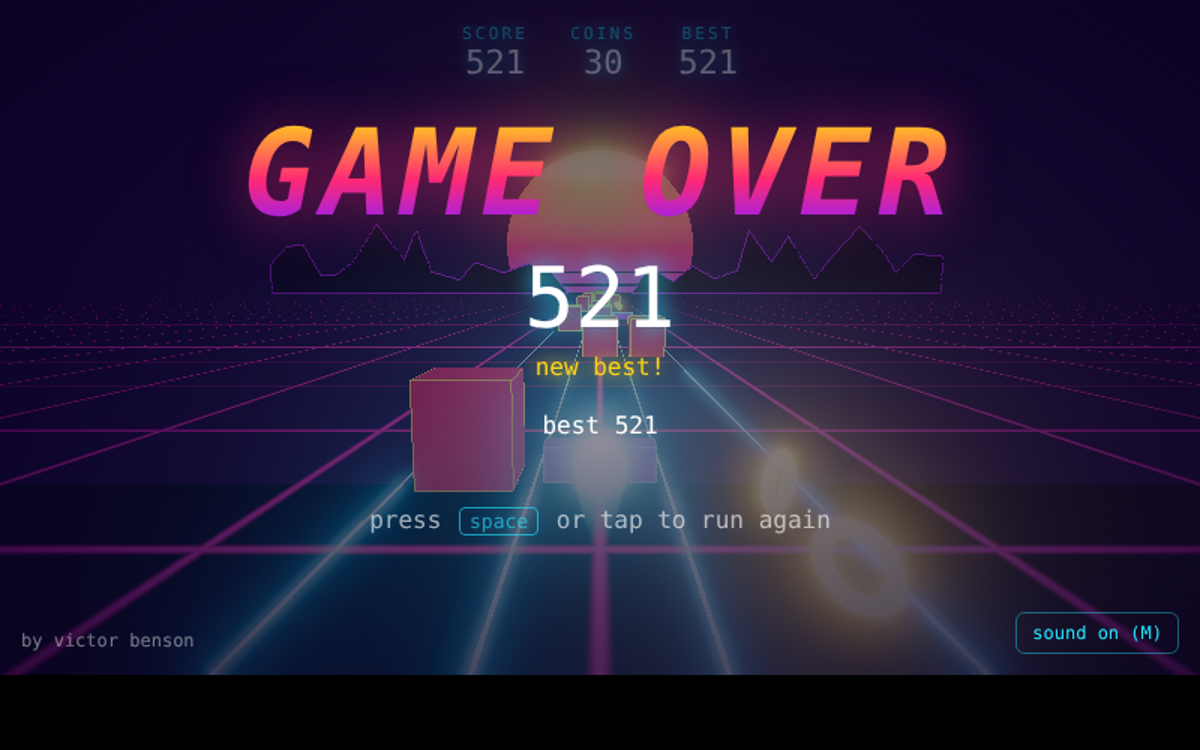 SCORE COINS BEST
521 30 521
GAME OVER
521
new best!
best 521
press space or tap to run again
by victor benson
sound on (M)